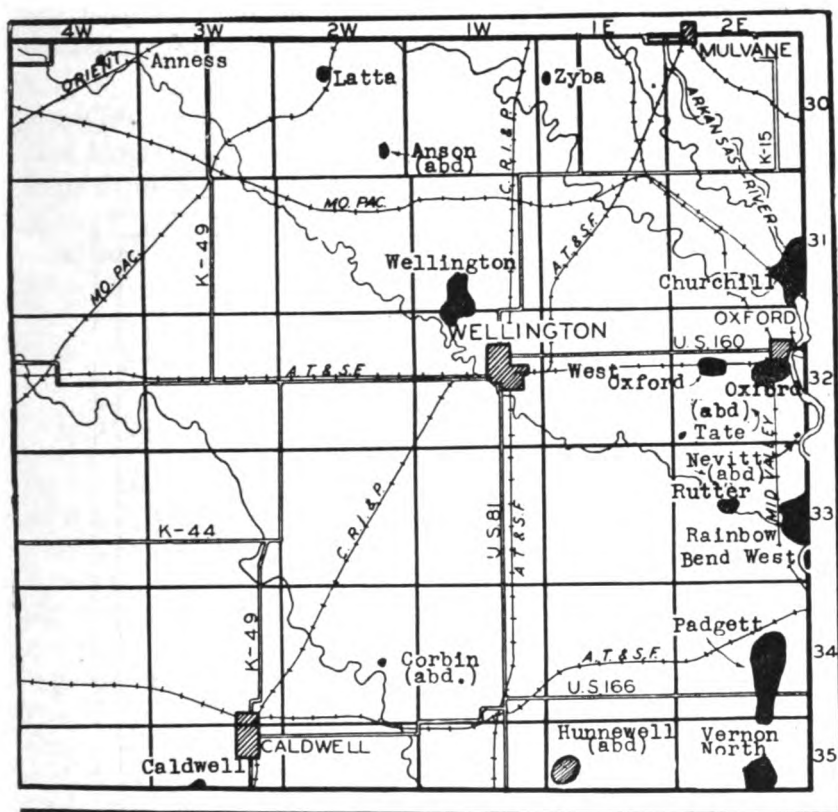 4W 3W 2W 1W 1E 2E
MULVANE
ORIENT
Anness
Latta
Zyba
30
ARKANSAS RIVER
K-15
C. R. I. & P.
Anson
(abd)
MO. PAC.
A.T. & S.F.
31
K-49
MO. PAC.
Wellington
Churchill
WELLINGTON
OXFORD
U.S. 160
A.T. & S.F.
West
Oxford
Oxford
32
(abd)
Tate
Nevitt
(abd)
MID VALLEY
Rutter
33
K-44
C. R. I. & P.
U.S. 81
A.T. & S.F.
Rainbow
Bend West
K-49
Padgett
A.T. & S.F.
34
Corbin
(abd.)
U.S. 166
CALDWELL
Hunnewell
(abd)
Vernon
North
35
Caldwell